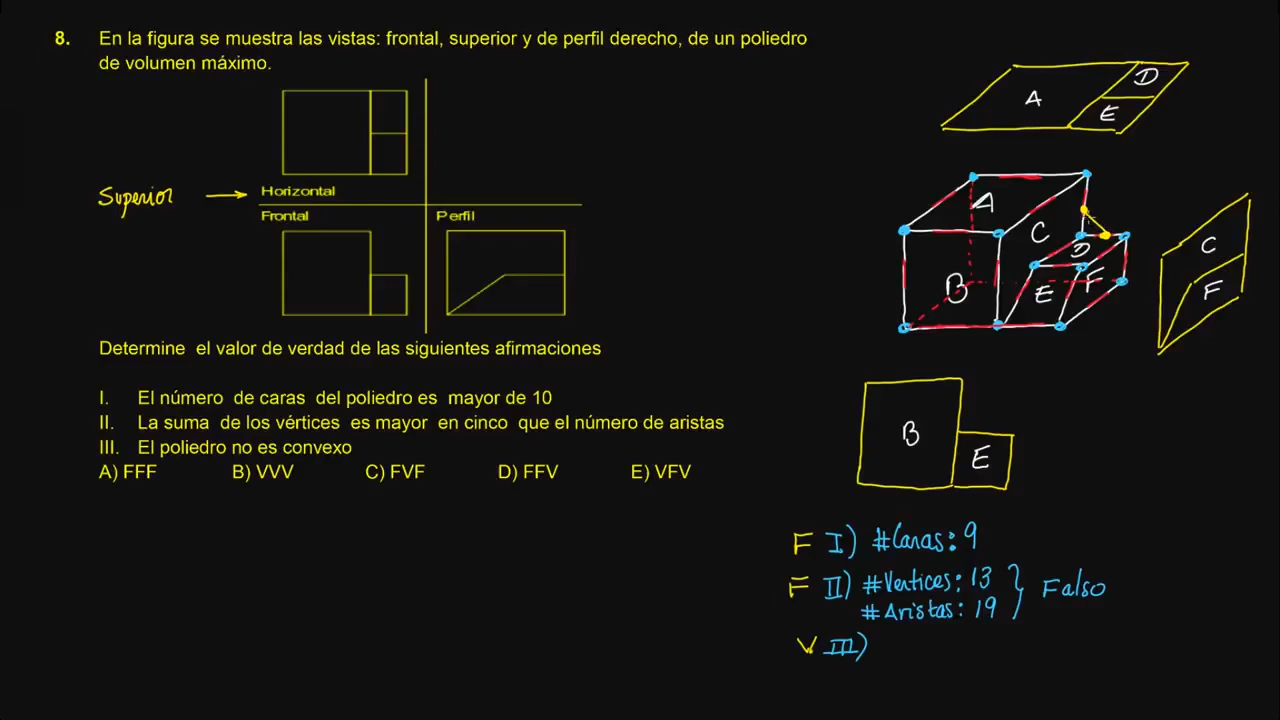 8. En la figura se muestra las vistas: frontal, superior y de perfil derecho, de un poliedro
de volumen máximo.
Superior
Horizontal
Frontal
Perfil
Determine el valor de verdad de las siguientes afirmaciones
I. El número de caras del poliedro es mayor de 10
II. La suma de los vértices es mayor en cinco que el número de aristas
III. El poliedro no es convexo
A) FFF B) VVV C) FVF D) FFV E) VFV
A
D
E
A
C
D
B
E
F
C
F
B
E
F I) #Caras: 9
F II) #Vertices: 13
#Aristas: 19
Falso
V III)